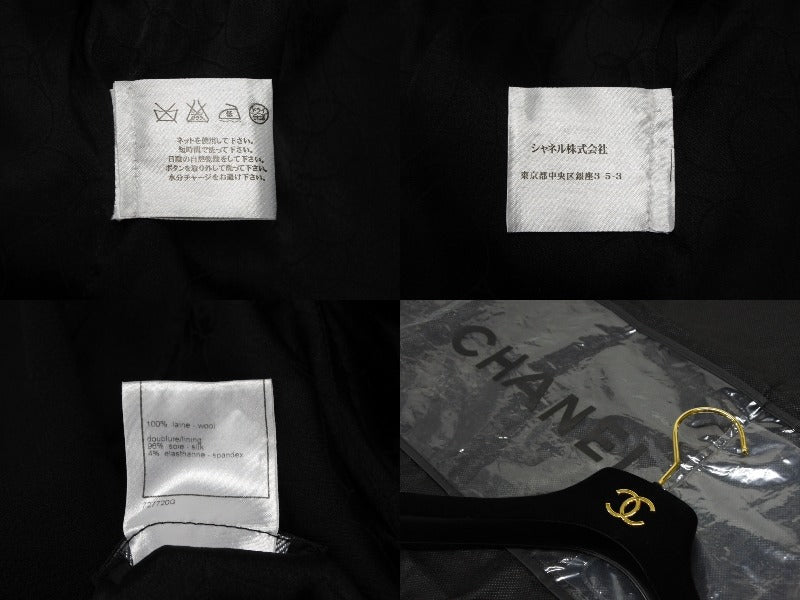 ネットを使用して下さい。
短時間で洗って下さい。
日陰の自然乾燥をして下さい。
ボタンを取り外して洗って下さい。
水分チャージをお避け下さい。
シャネル株式会社
東京都中央区銀座3-5-3
100% laine - wool
doublure/lining
96% soie - silk
4% elasthanne - spandex
CHANEL